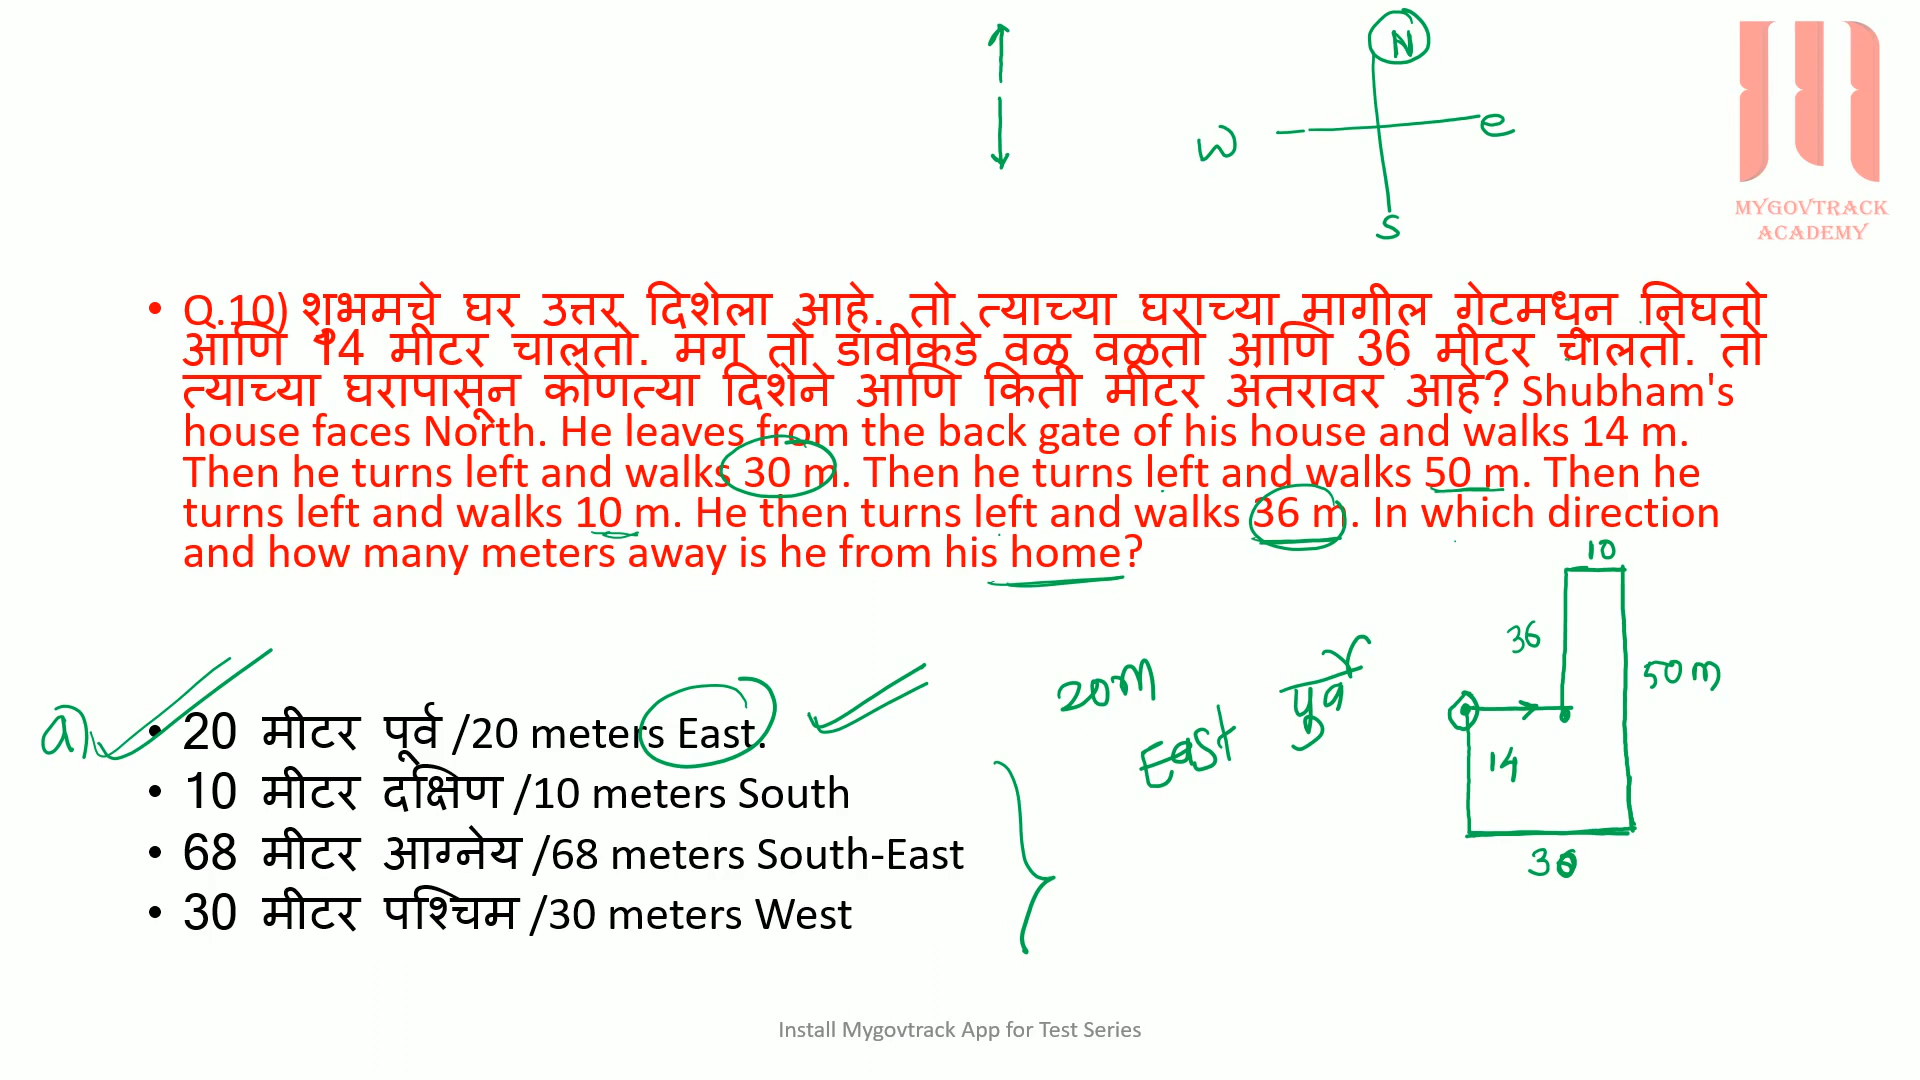 N
W
e
S
MYGOVTRACK
ACADEMY
• Q.10) शुभमचे घर उत्तर दिशेला आहे. तो त्याच्या घराच्या मागील गेटमधून निघतो
आणि 14 मीटर चालतो. मग तो डावीकडे वळू वळतो आणि 36 मीटर चालतो. तो
त्याच्या घरापासून कोणत्या दिशेने आणि किती मीटर अंतरावर आहे? Shubham's
house faces North. He leaves from the back gate of his house and walks 14 m.
Then he turns left and walks 30 m. Then he turns left and walks 50 m. Then he
turns left and walks 10 m. He then turns left and walks 36 m. In which direction
and how many meters away is he from his home?
10
36
50 m
20m
East
पूर्व
14
30
a)
• 20 मीटर पूर्व /20 meters East.
• 10 मीटर दक्षिण /10 meters South
• 68 मीटर आग्नेय /68 meters South-East
• 30 मीटर पश्चिम /30 meters West
Install Mygovtrack App for Test Series